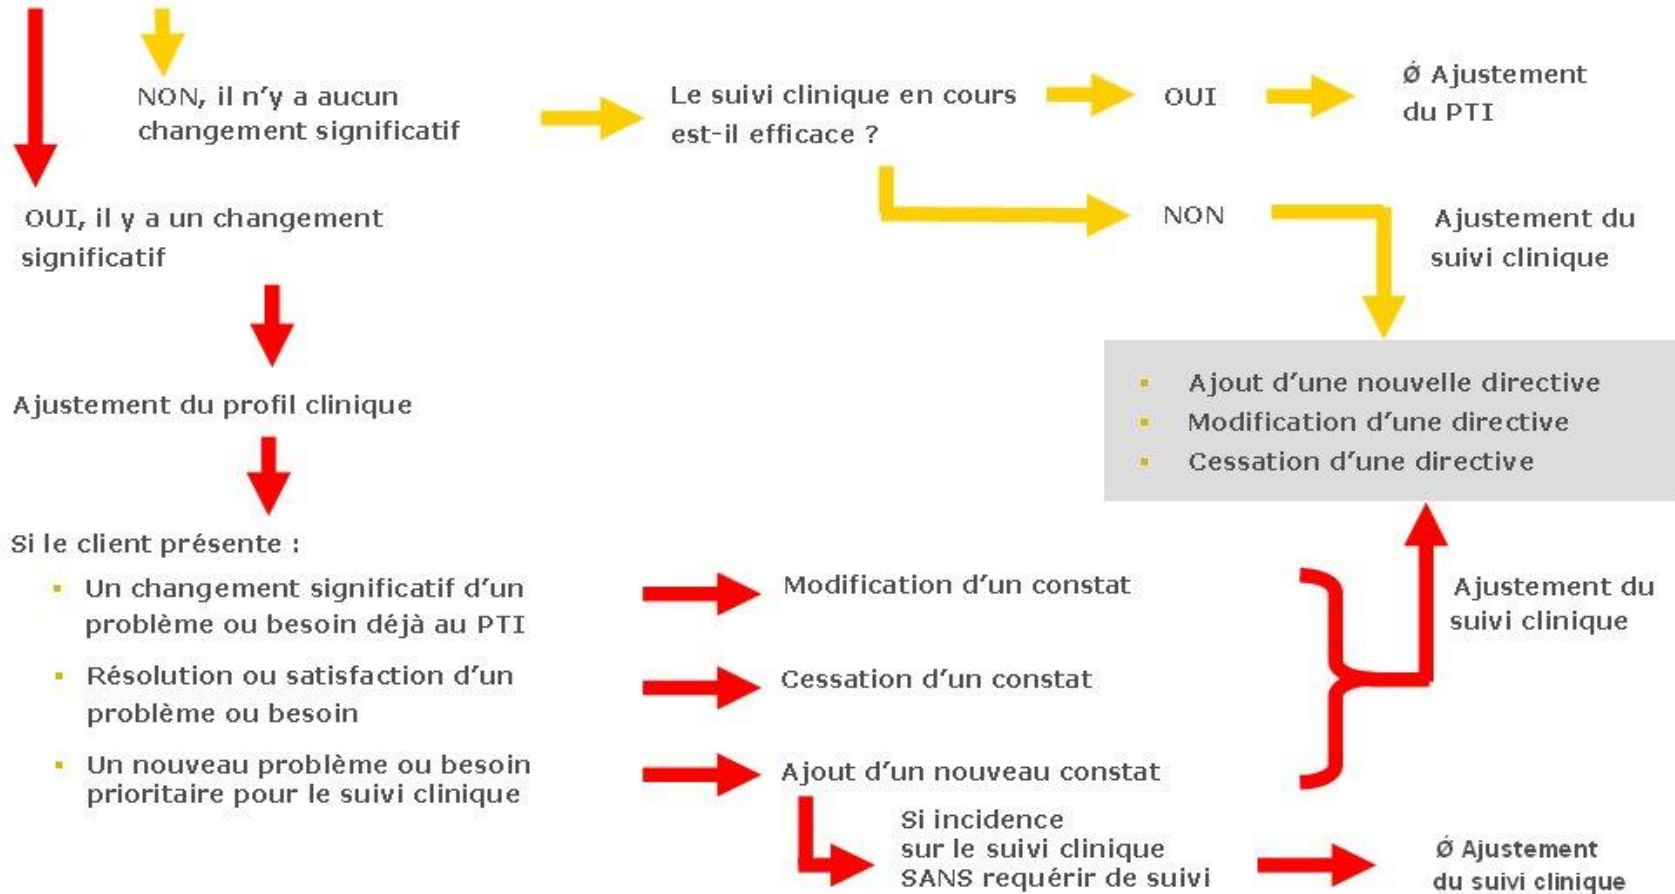 NON, il n'y a aucun
changement significatif
Le suivi clinique en cours
est-il efficace ?
OUI
Ǿ Ajustement
du PTI
NON
Ajustement du
suivi clinique
OUI, il y a un changement
significatif
Ajustement du profil clinique
▪ Ajout d'une nouvelle directive
▪ Modification d'une directive
▪ Cessation d'une directive
Si le client présente :
▪ Un changement significatif d'un
problème ou besoin déjà au PTI
Modification d'un constat
▪ Résolution ou satisfaction d'un
problème ou besoin
Cessation d'un constat
▪ Un nouveau problème ou besoin
prioritaire pour le suivi clinique
Ajout d'un nouveau constat
Ajustement du
suivi clinique
Si incidence
sur le suivi clinique
SANS requérir de suivi
Ǿ Ajustement
du suivi clinique